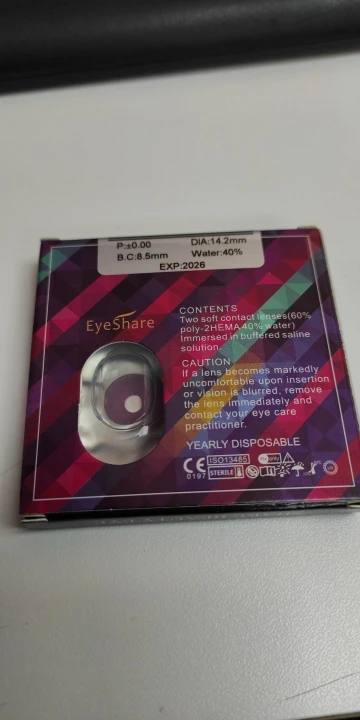 P:±0.00 DIA:14.2mm
B.C:8.5mm Water:40%
EXP:2026
EyeShare
CONTENTS
Two soft contact lenses(60%
poly-2HEMA40% water)
Immersed in buffered saline
solution.
CAUTION
If a lens becomes markedly
uncomfortable upon insertion
or vision is blurred, remove
the lens immediately and
contact your eye care
practitioner.
YEARLY DISPOSABLE
CE ISO13485 Rx only
0197 STERILE